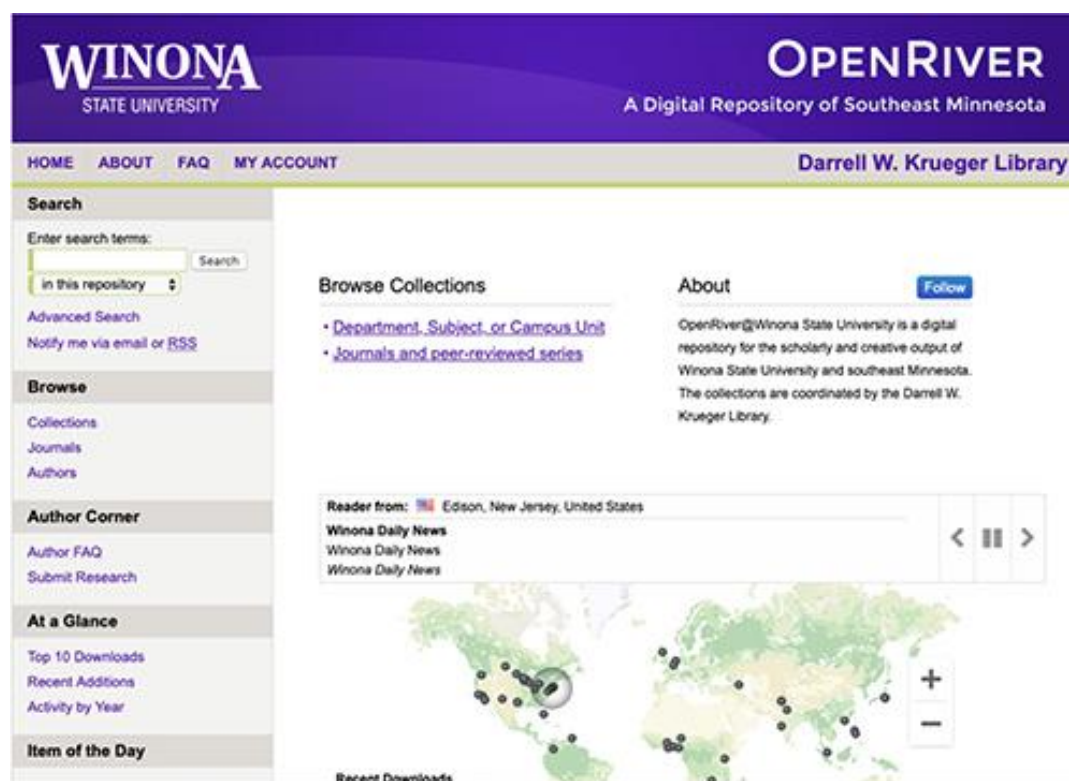 WINONA
STATE UNIVERSITY
OPENRIVER
A Digital Repository of Southeast Minnesota
HOME ABOUT FAQ MY ACCOUNT
Darrell W. Krueger Library
Search
Enter search terms:
Search
in this repository
Advanced Search
Notify me via email or RSS
Browse
Collections
Journals
Authors
Author Corner
Author FAQ
Submit Research
At a Glance
Top 10 Downloads
Recent Additions
Activity by Year
Item of the Day
Browse Collections
• Department, Subject, or Campus Unit
• Journals and peer-reviewed series
About
Follow
OpenRiver@Winona State University is a digital
repository for the scholarly and creative output of
Winona State University and southeast Minnesota.
The collections are coordinated by the Darrell W.
Krueger Library.
Reader from: Edison, New Jersey, United States
Winona Daily News
Winona Daily News
Winona Daily News
Recent Downloads